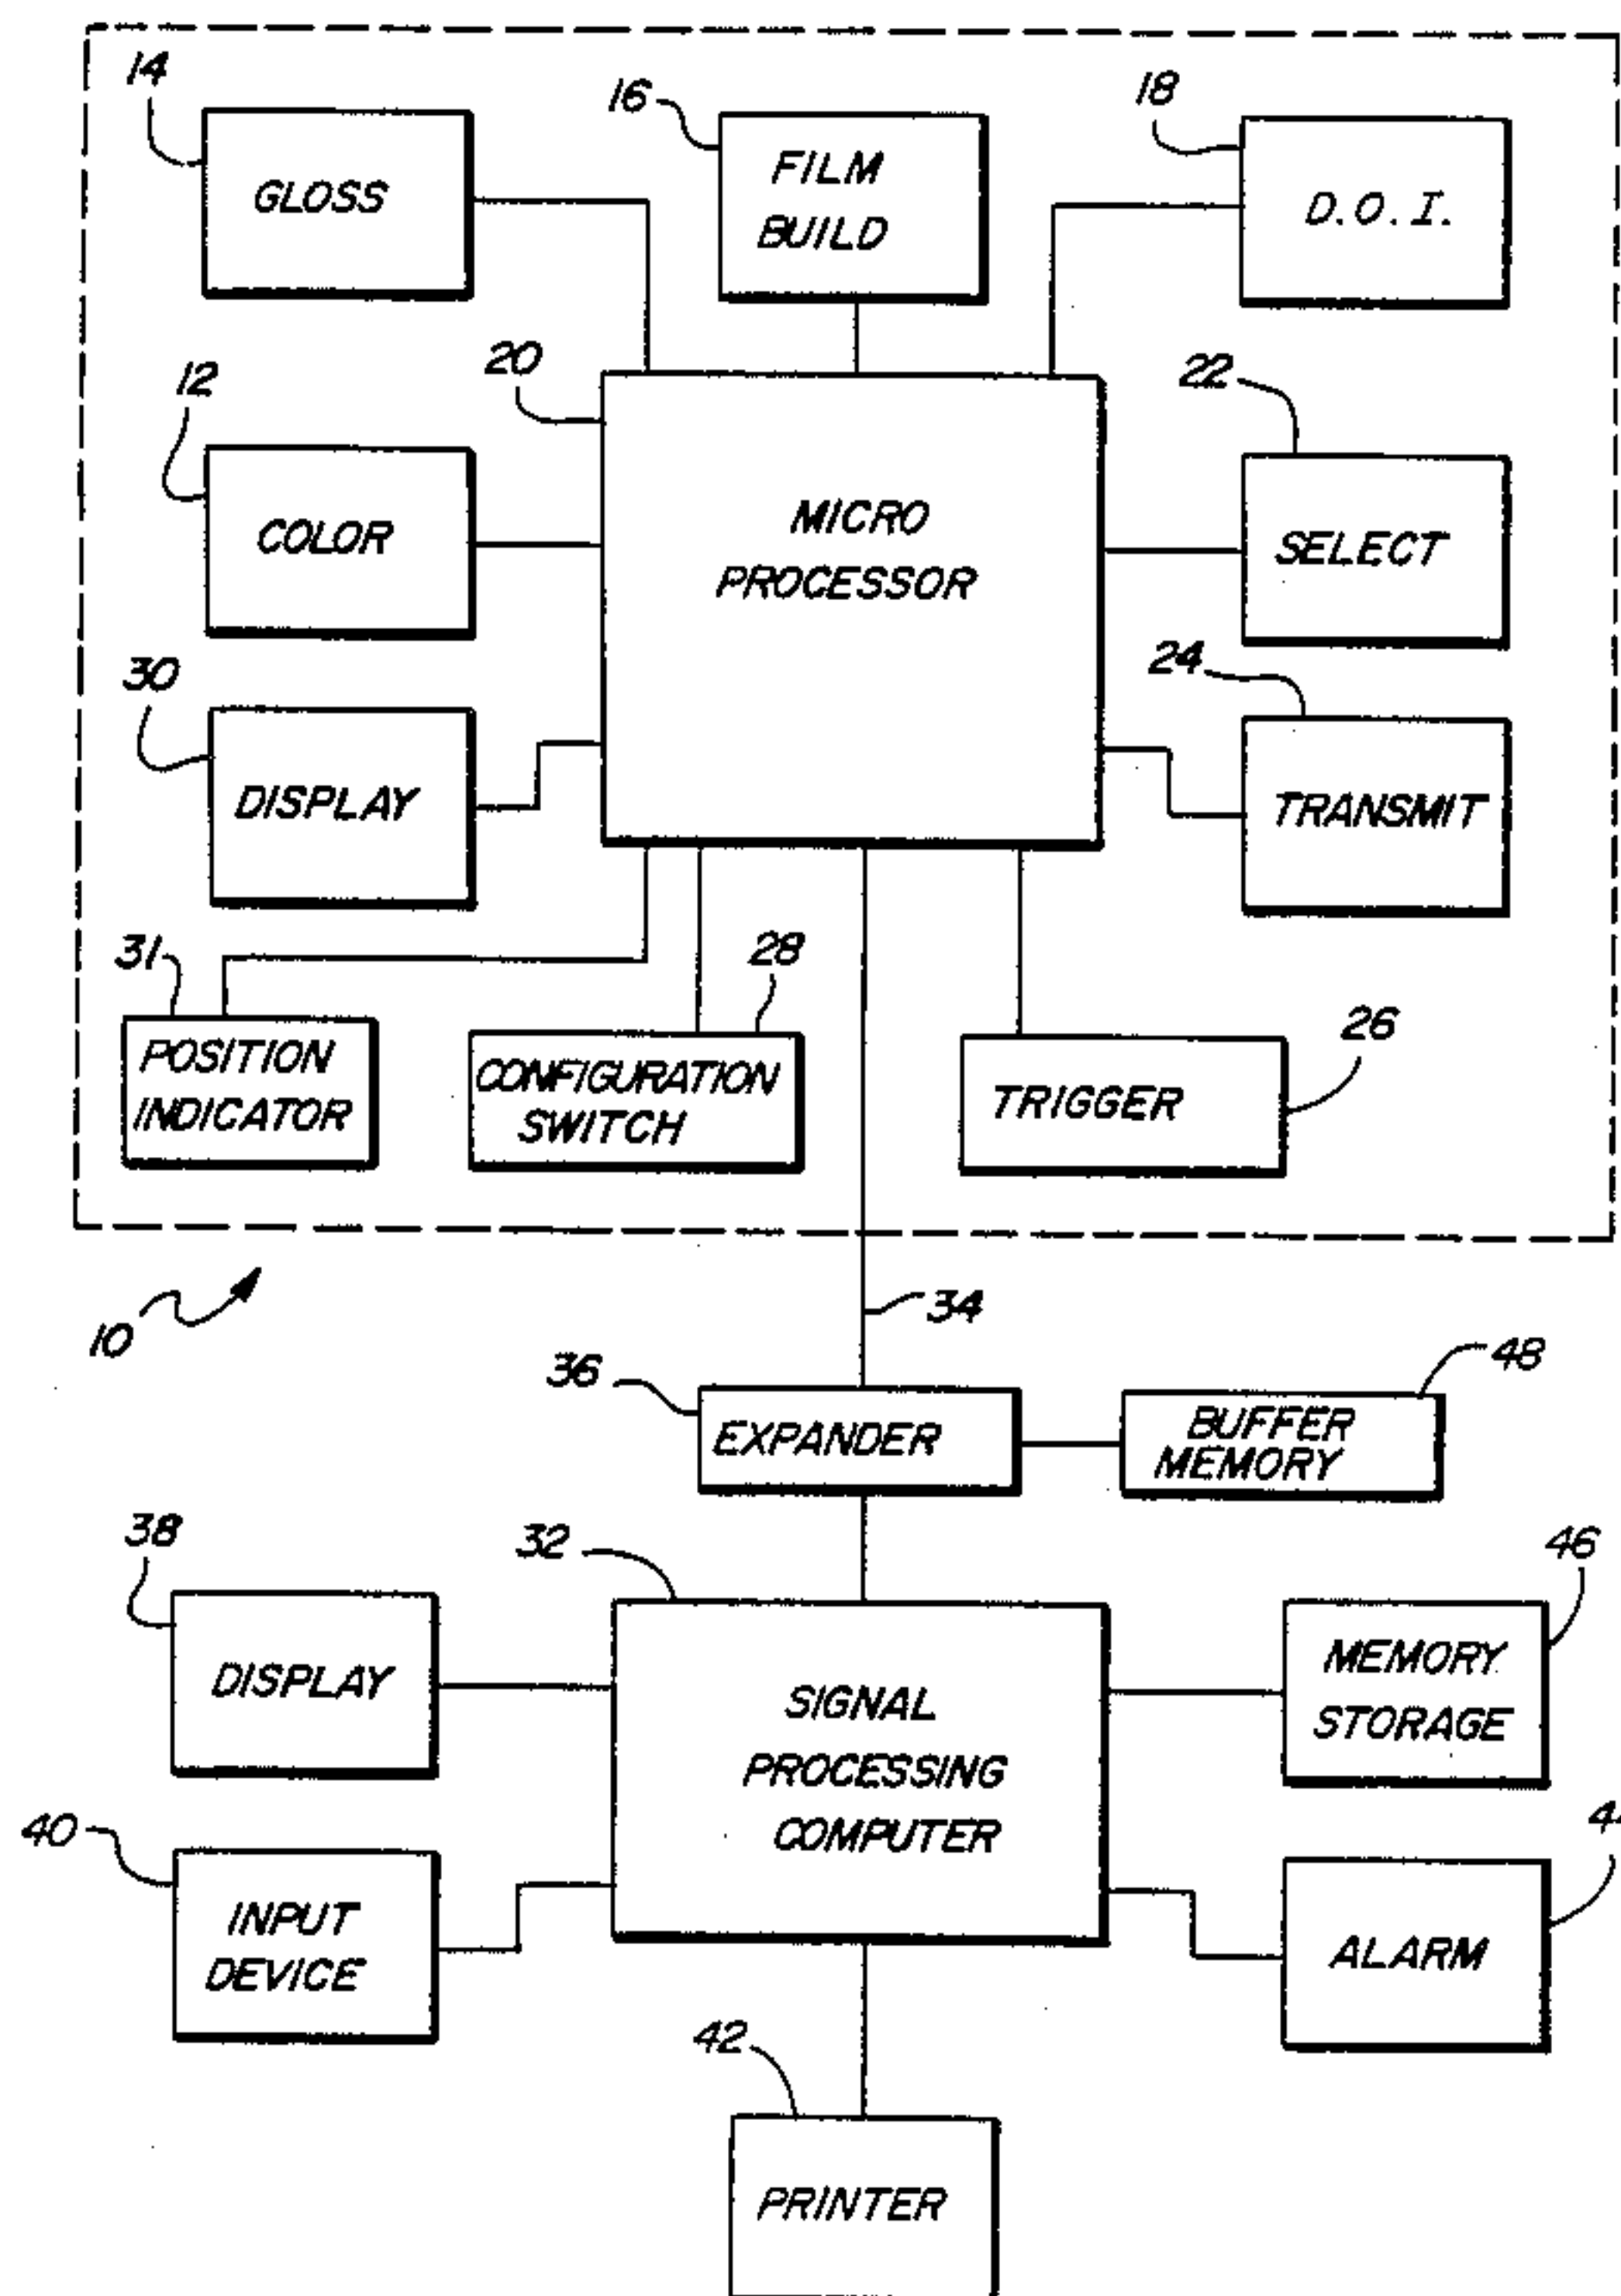 14
16
18
GLOSS
FILM
BUILD
D.O.I.
12
20
22
COLOR
MICRO
PROCESSOR
SELECT
30
24
DISPLAY
TRANSMIT
31
28
26
POSITION
INDICATOR
CONFIGURATION
SWITCH
TRIGGER
10
34
36
48
EXPANDER
BUFFER
MEMORY
38
32
46
DISPLAY
SIGNAL
PROCESSING
COMPUTER
MEMORY
STORAGE
40
INPUT
DEVICE
ALARM
42
PRINTER